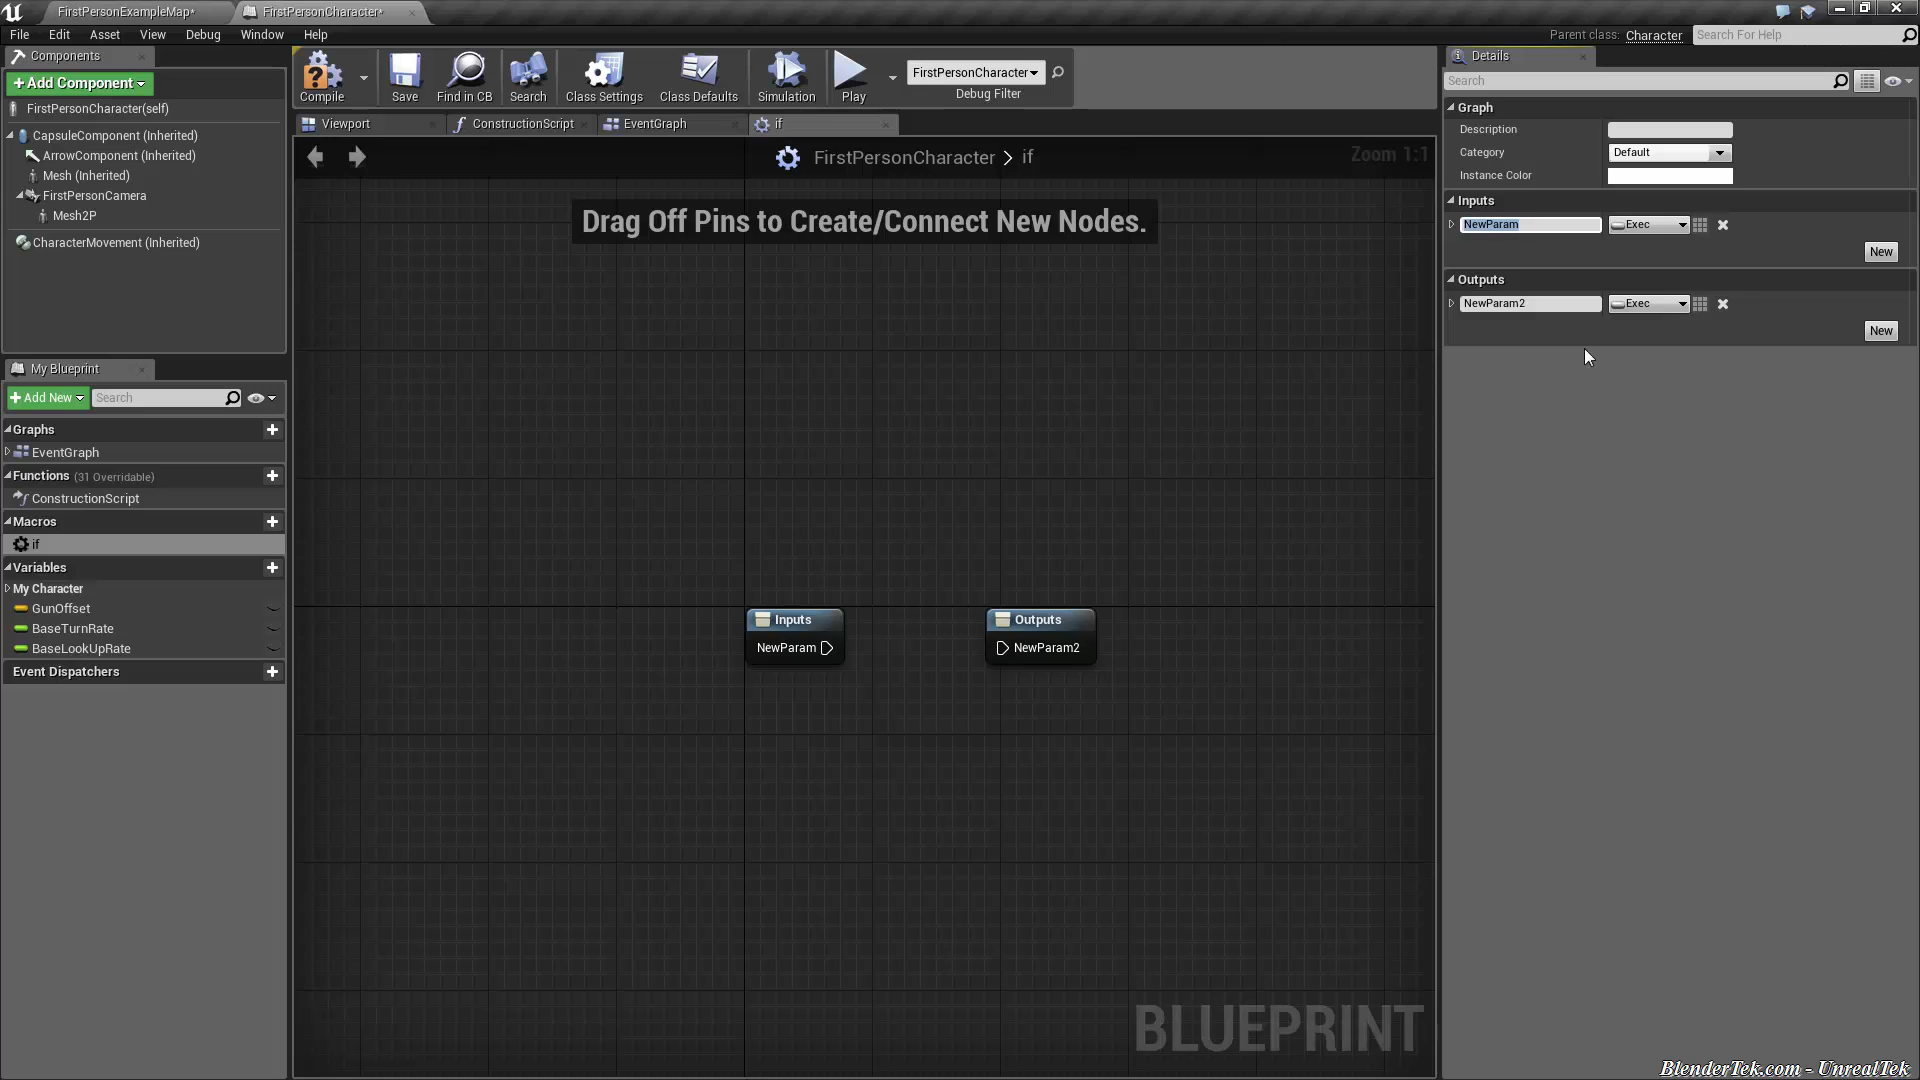 FirstPersonExampleMap*
FirstPersonCharacter*
File Edit Asset View Debug Window Help
Parent class: Character
Search For Help
Components
+Add Component
FirstPersonCharacter(self)
CapsuleComponent (Inherited)
ArrowComponent (Inherited)
Mesh (Inherited)
FirstPersonCamera
Mesh2P
CharacterMovement (Inherited)
My Blueprint
+Add New
Search
Graphs
EventGraph
Functions (31 Overridable)
ConstructionScript
Macros
if
Variables
My Character
GunOffset
BaseTurnRate
BaseLookUpRate
Event Dispatchers
Compile
Save
Find in CB
Search
Class Settings
Class Defaults
Simulation
Play
FirstPersonCharacter
Debug Filter
Viewport
ConstructionScript
EventGraph
if
FirstPersonCharacter > if
Zoom 1:1
Drag Off Pins to Create/Connect New Nodes.
Inputs
NewParam
Outputs
NewParam2
BLUEPRINT
Details
Search
Graph
Description
Category
Default
Instance Color
Inputs
NewParam
Exec
New
Outputs
NewParam2
Exec
New
BlenderTek.com - UnrealTek